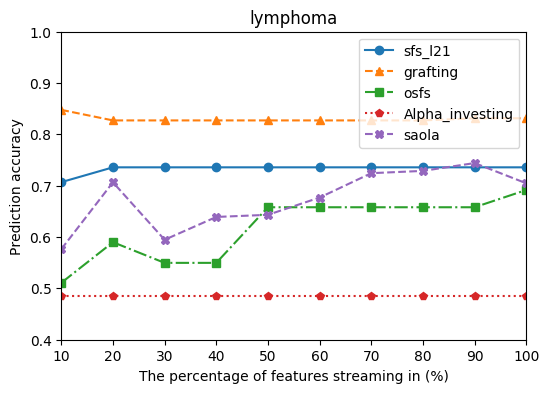 lymphoma
1.0
0.9
0.8
0.7
0.6
0.5
0.4
Prediction accuracy
sfs_l21
grafting
osfs
Alpha_investing
saola
10 20 30 40 50 60 70 80 90 100
The percentage of features streaming in (%)